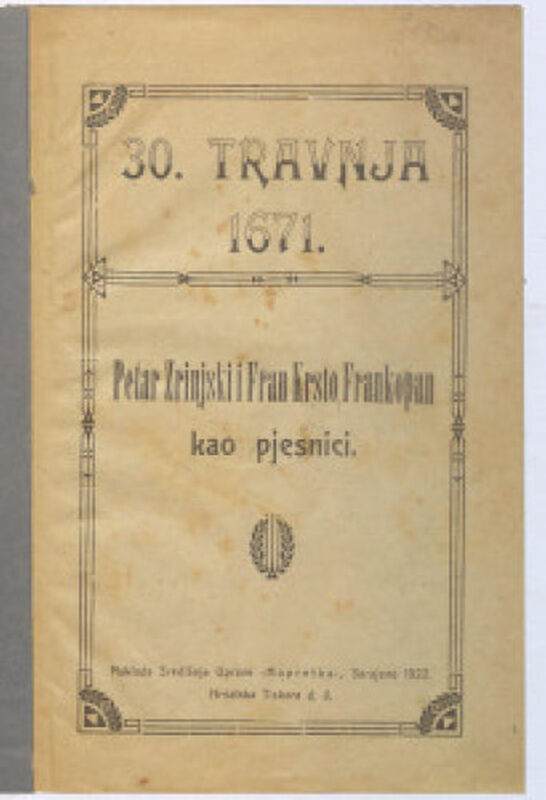 30. TRAVNJA
1671.
Petar Zrinjski i Fran Krsto Frankopan
kao pjesnici.
Naklada Središnje Uprave „Napretka“, Sarajevo 1922.
Hrvatska Tiskara d. d.